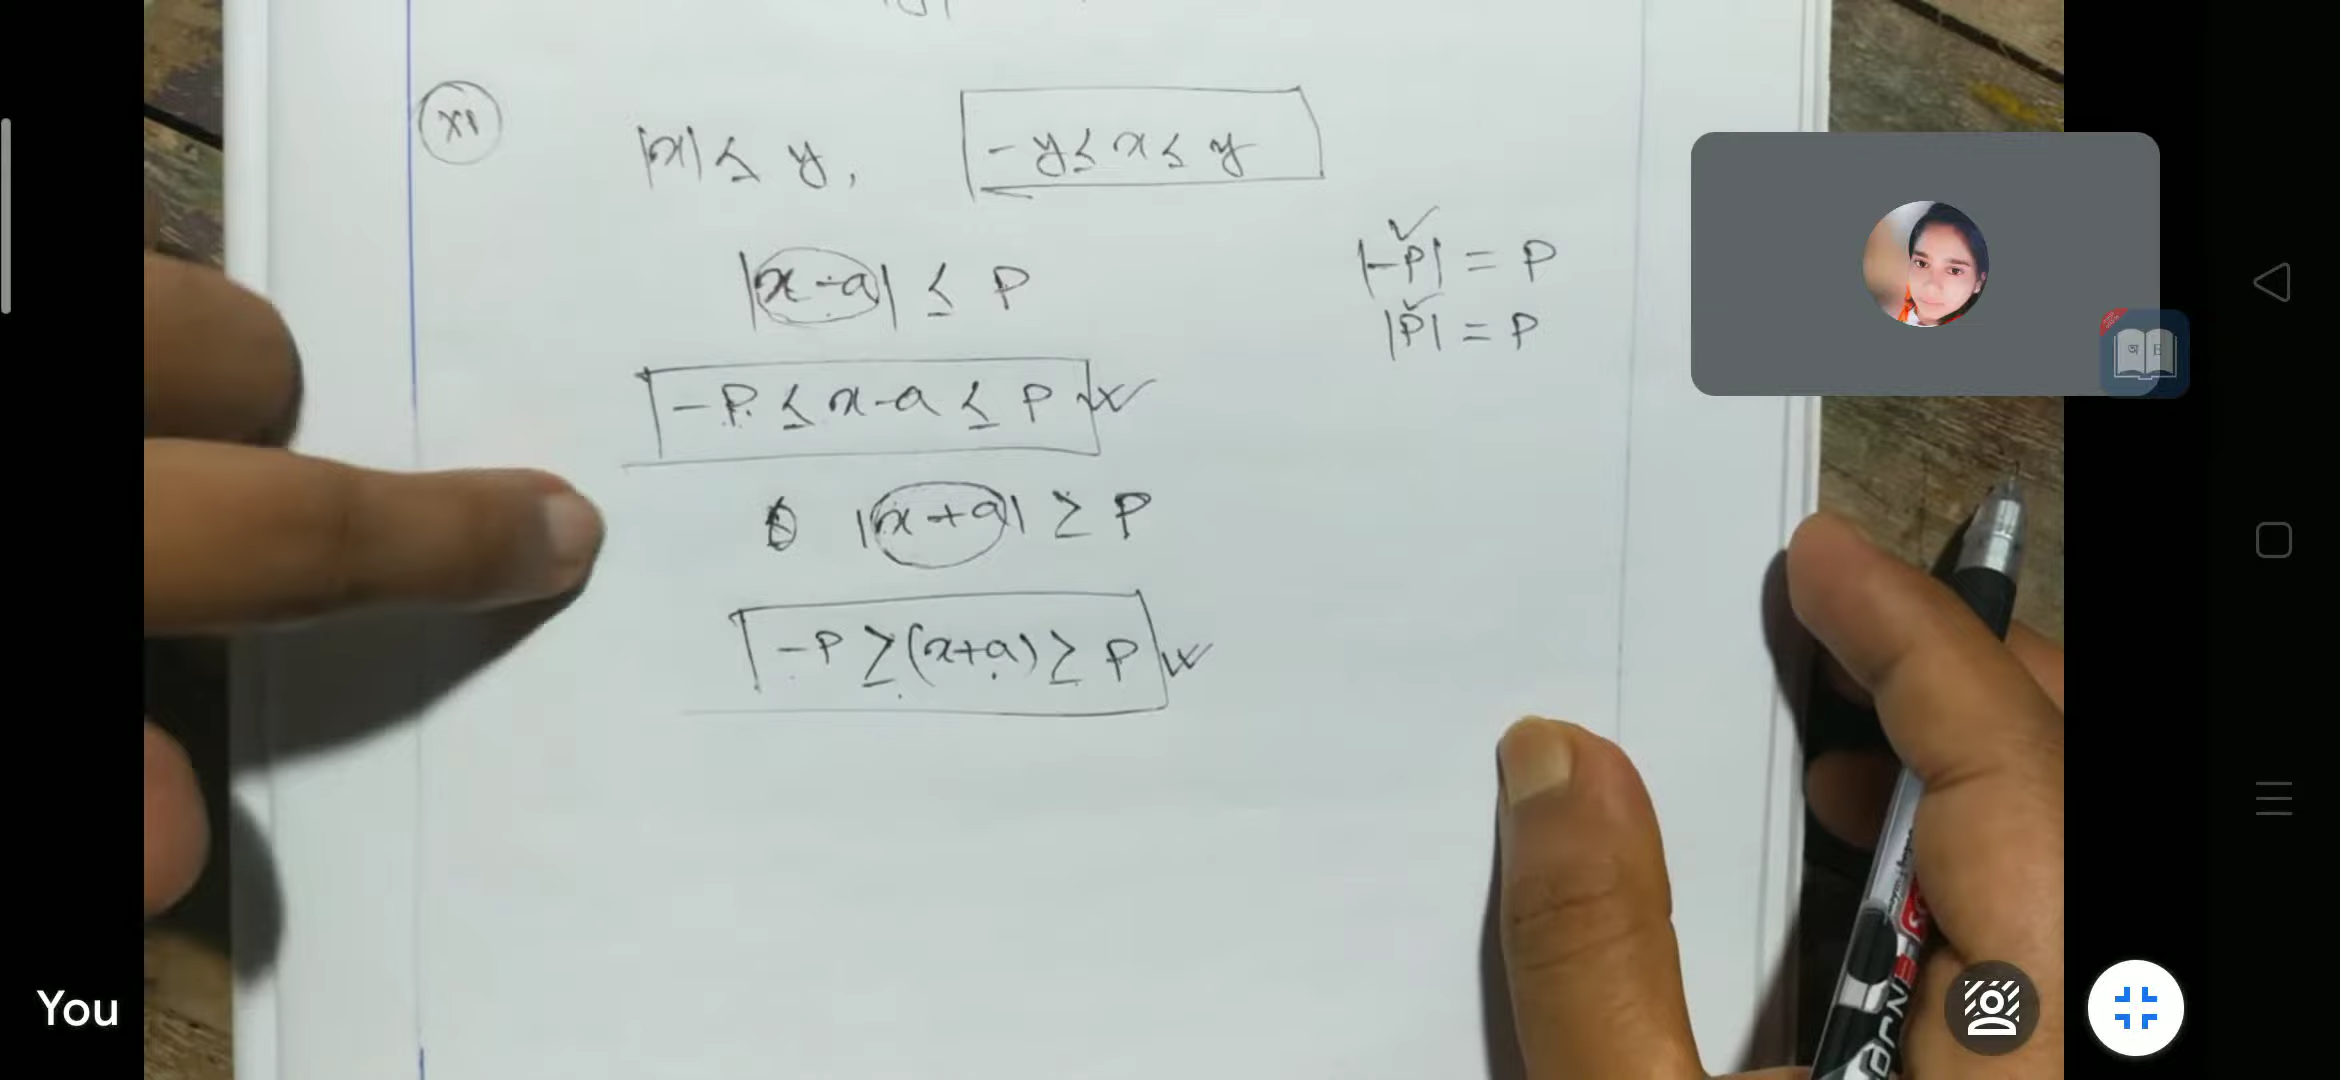 XI
|x| ≤ y, -y ≤ x ≤ y
|x-a| ≤ P
|-P| = P
|P| = P
-P ≤ x-a ≤ P
|x+a| ≥ P
-P ≥ (x+a) ≥ P
You